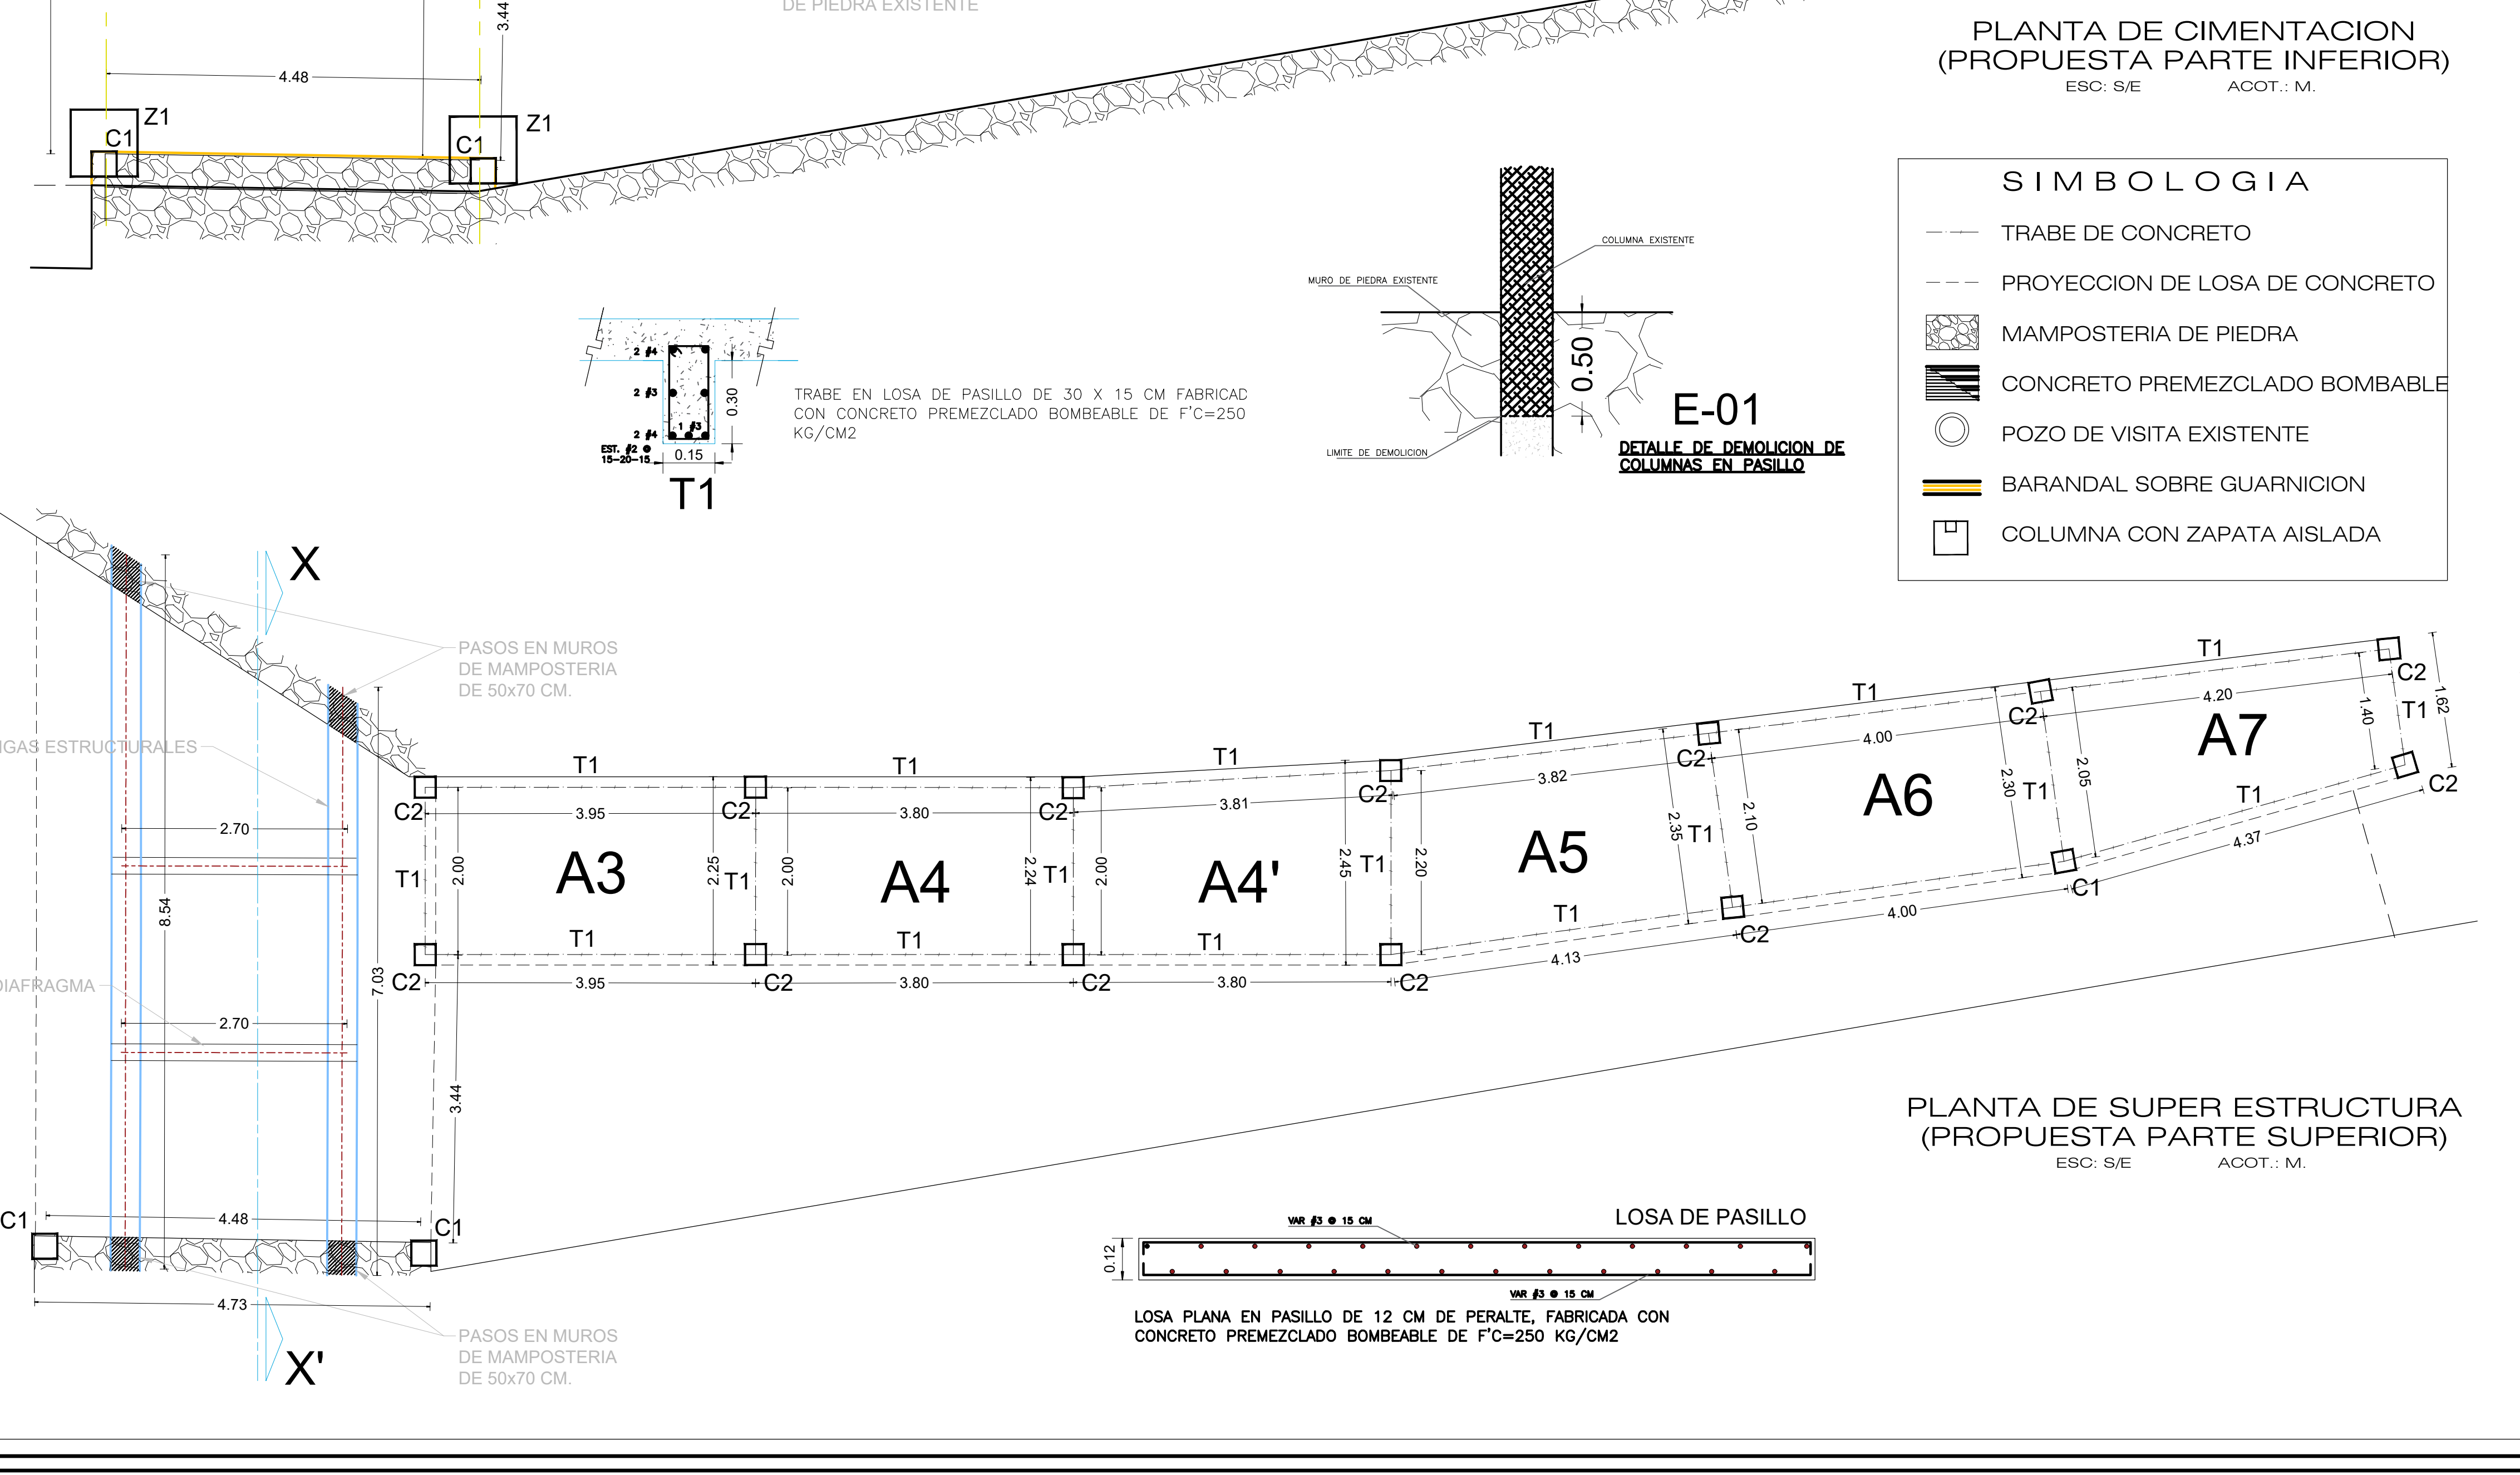 DE PIEDRA EXISTENTE
3.44
4.48
Z1
C1
Z1
C1
PLANTA DE CIMENTACION
(PROPUESTA PARTE INFERIOR)
ESC: S/E ACOT.: M.
SIMBOLOGIA
TRABE DE CONCRETO
PROYECCION DE LOSA DE CONCRETO
MAMPOSTERIA DE PIEDRA
CONCRETO PREMEZCLADO BOMBABLE
POZO DE VISITA EXISTENTE
BARANDAL SOBRE GUARNICION
COLUMNA CON ZAPATA AISLADA
2 #4
2 #3
2 #4
1 #3
EST. #2 @
15-20-15
0.15
0.30
T1
TRABE EN LOSA DE PASILLO DE 30 X 15 CM FABRICAD
CON CONCRETO PREMEZCLADO BOMBEABLE DE F'C=250
KG/CM2
COLUMNA EXISTENTE
MURO DE PIEDRA EXISTENTE
0.50
LIMITE DE DEMOLICION
E-01
DETALLE DE DEMOLICION DE
COLUMNAS EN PASILLO
X
PASOS EN MUROS
DE MAMPOSTERIA
DE 50x70 CM.
IGAS ESTRUCTURALES
2.70
8.54
7.03
DIAFRAGMA
2.70
3.44
C1
4.48
C1
4.73
X'
PASOS EN MUROS
DE MAMPOSTERIA
DE 50x70 CM.
T1
T1
T1
T1
T1
T1
C2
C2
C2
C2
C2
C2
C2
3.95
3.80
3.81
3.82
4.00
4.20
T1
2.00
A3
2.25
T1
2.00
A4
2.24
T1
2.00
A4'
2.45
T1
2.20
A5
2.35
T1
2.10
A6
2.30
T1
2.05
A7
1.40
T1
1.62
T1
T1
T1
T1
T1
C2
C2
C2
C2
C2
C1
C2
3.95
3.80
3.80
4.13
4.00
4.37
PLANTA DE SUPER ESTRUCTURA
(PROPUESTA PARTE SUPERIOR)
ESC: S/E ACOT.: M.
VAR #3 @ 15 CM
LOSA DE PASILLO
0.12
VAR #3 @ 15 CM
LOSA PLANA EN PASILLO DE 12 CM DE PERALTE, FABRICADA CON
CONCRETO PREMEZCLADO BOMBEABLE DE F'C=250 KG/CM2